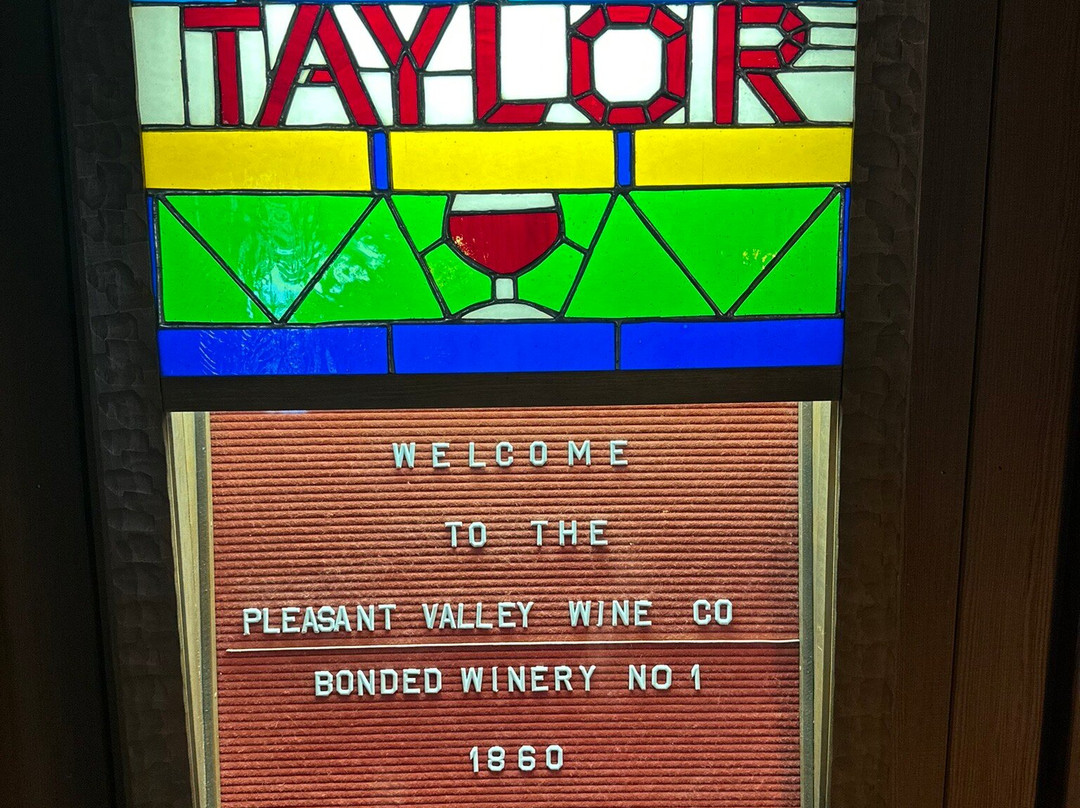 TAYLOR
WELCOME
TO THE
PLEASANT VALLEY WINE CO
BONDED WINERY NO 1
1860